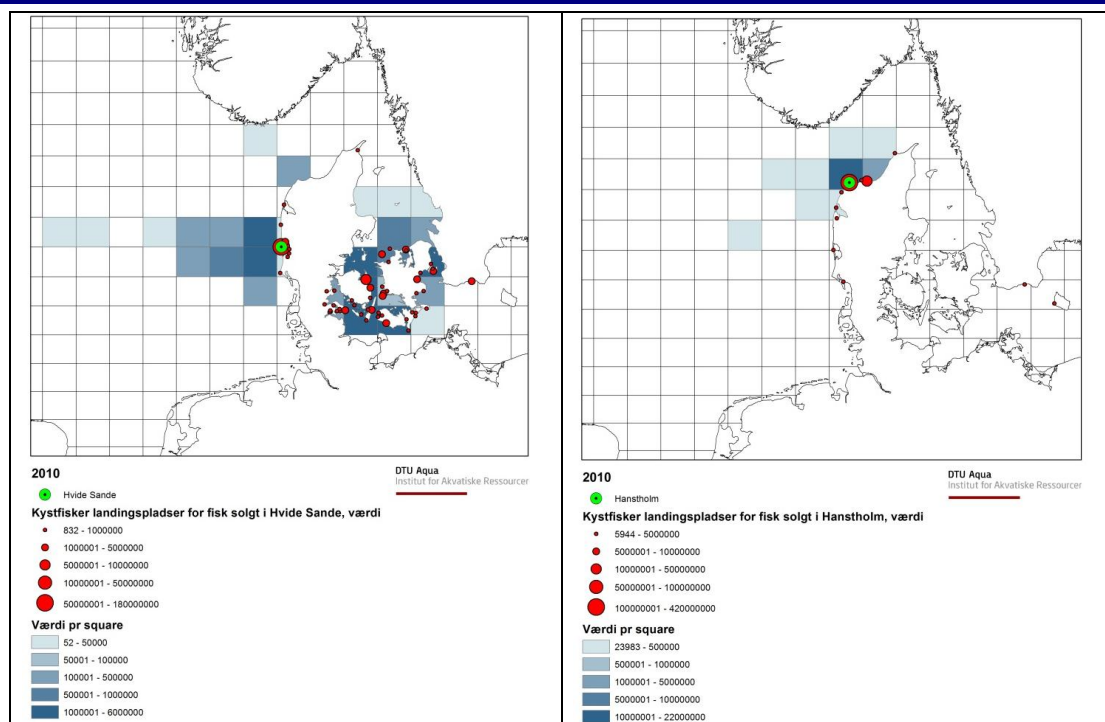 2010
DTU Aqua
Institut for Akvatiske Ressourcer
Hvide Sande
Kystfisker landingspladser for fisk solgt i Hvide Sande, værdi
832 - 1000000
1000001 - 5000000
5000001 - 10000000
10000001 - 50000000
50000001 - 180000000
Værdi pr square
52 - 50000
50001 - 100000
100001 - 500000
500001 - 1000000
1000001 - 6000000
2010
DTU Aqua
Institut for Akvatiske Ressourcer
Hanstholm
Kystfisker landingspladser for fisk solgt i Hanstholm, værdi
5944 - 5000000
5000001 - 10000000
10000001 - 50000000
50000001 - 100000000
100000001 - 420000000
Værdi pr square
23983 - 500000
500001 - 1000000
1000001 - 5000000
5000001 - 10000000
10000001 - 22000000